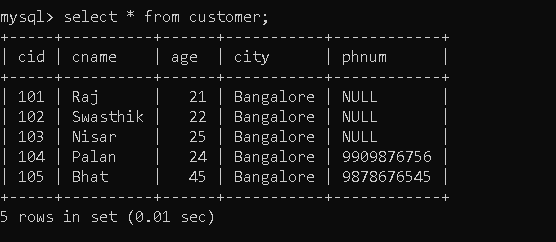 mysql> select * from customer;
+-----+----------+------+-----------+------------+
| cid | cname    | age  | city      | phnum      |
+-----+----------+------+-----------+------------+
| 101 | Raj      |   21 | Bangalore | NULL       |
| 102 | Swasthik |   22 | Bangalore | NULL       |
| 103 | Nisar    |   25 | Bangalore | NULL       |
| 104 | Palan    |   24 | Bangalore | 9909876756 |
| 105 | Bhat     |   45 | Bangalore | 9878676545 |
+-----+----------+------+-----------+------------+
5 rows in set (0.01 sec)